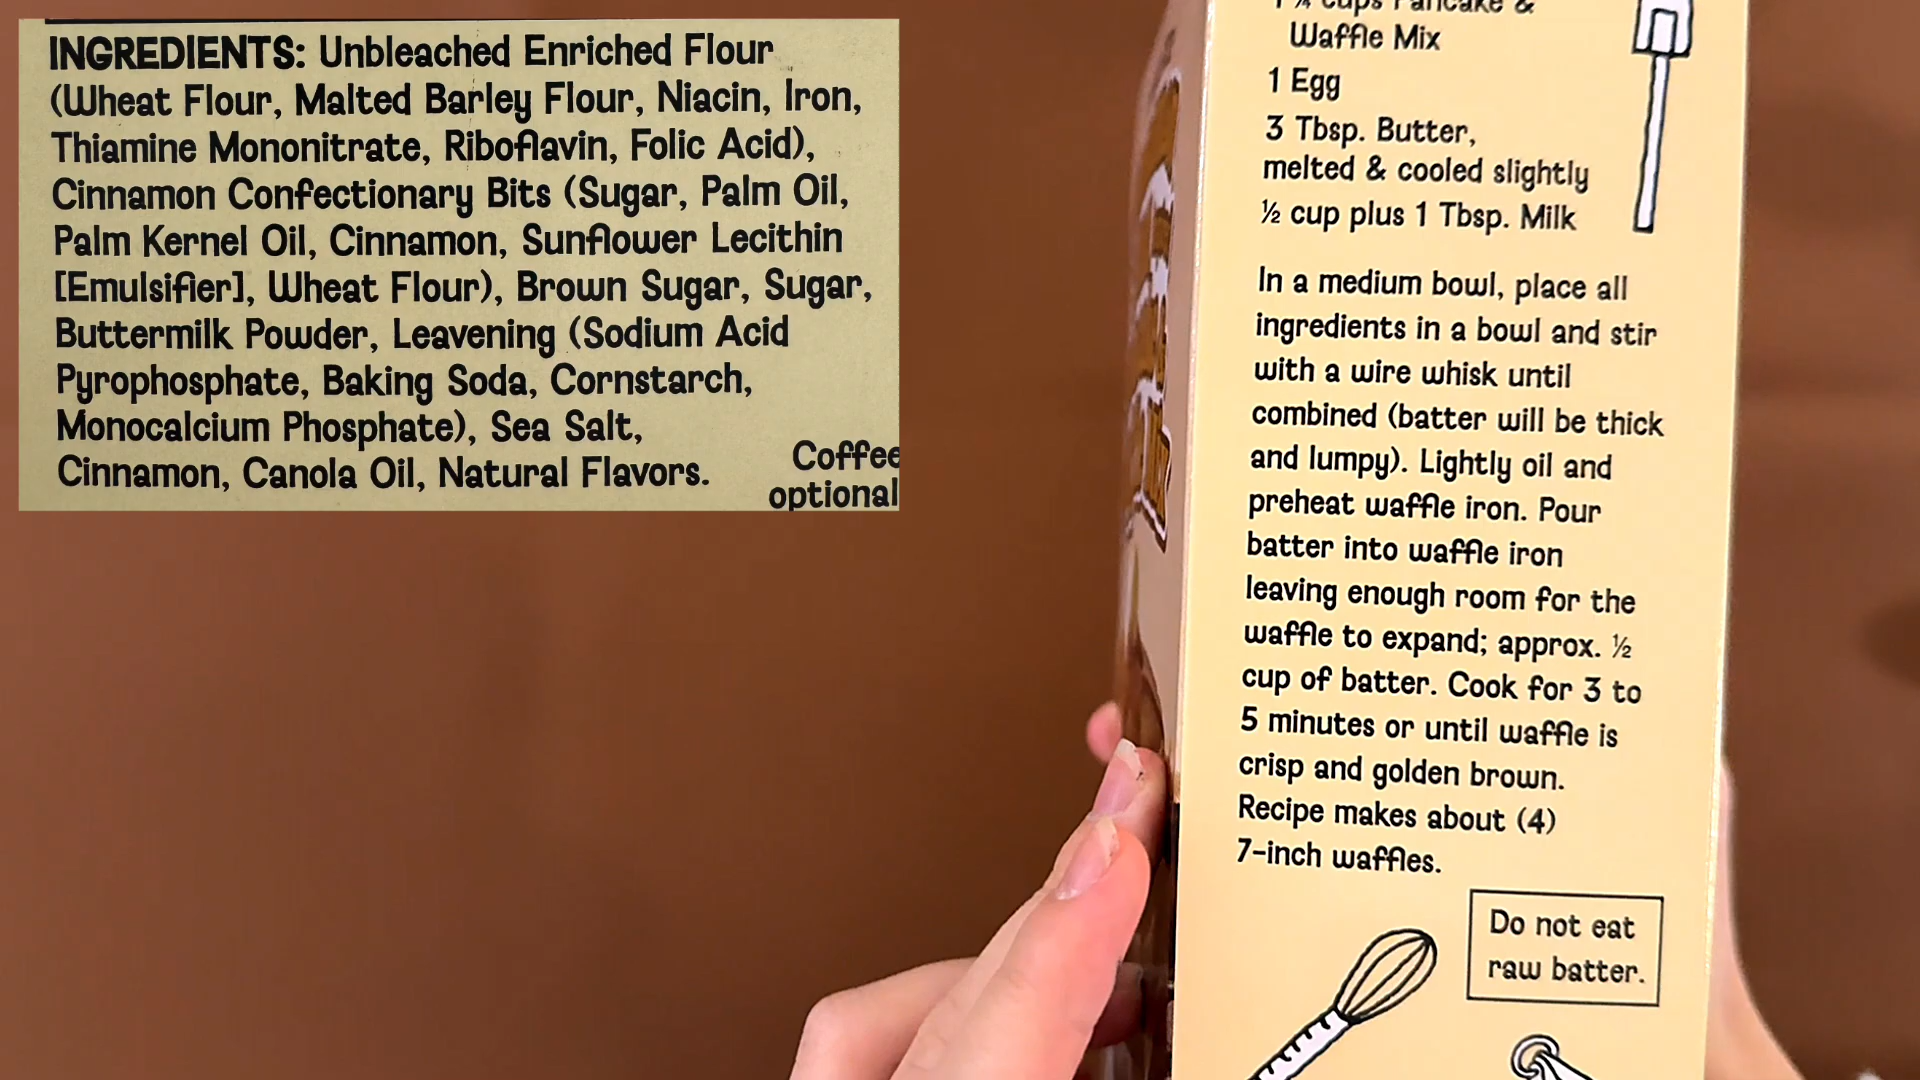 INGREDIENTS: Unbleached Enriched Flour
(Wheat Flour, Malted Barley Flour, Niacin, Iron,
Thiamine Mononitrate, Riboflavin, Folic Acid),
Cinnamon Confectionary Bits (Sugar, Palm Oil,
Palm Kernel Oil, Cinnamon, Sunflower Lecithin
[Emulsifier], Wheat Flour), Brown Sugar, Sugar,
Buttermilk Powder, Leavening (Sodium Acid
Pyrophosphate, Baking Soda, Cornstarch,
Monocalcium Phosphate), Sea Salt,
Cinnamon, Canola Oil, Natural Flavors.
Coffee
optional
cups Pancake &
Waffle Mix
1 Egg
3 Tbsp. Butter,
melted & cooled slightly
½ cup plus 1 Tbsp. Milk
In a medium bowl, place all
ingredients in a bowl and stir
with a wire whisk until
combined (batter will be thick
and lumpy). Lightly oil and
preheat waffle iron. Pour
batter into waffle iron
leaving enough room for the
waffle to expand; approx. ½
cup of batter. Cook for 3 to
5 minutes or until waffle is
crisp and golden brown.
Recipe makes about (4)
7-inch waffles.
Do not eat
raw batter.